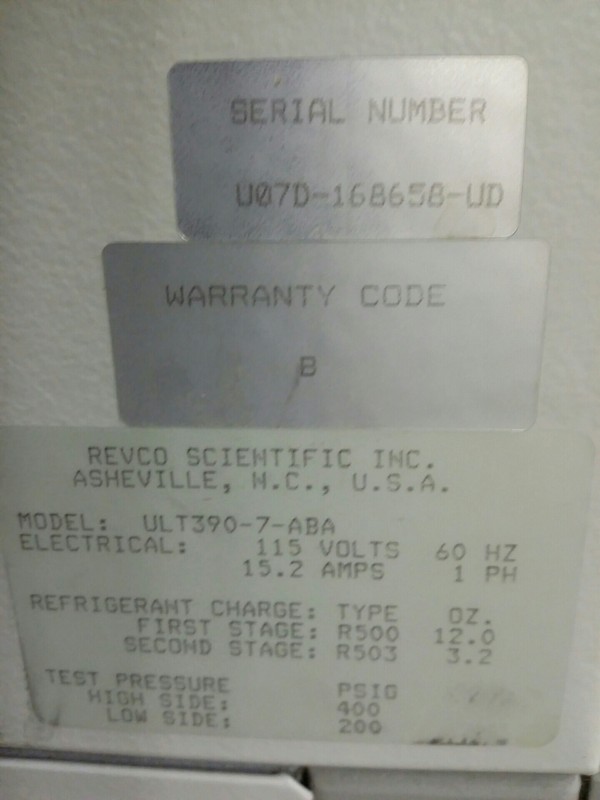 SERIAL NUMBER
U07D-168658-UD
WARRANTY CODE
B
REVCO SCIENTIFIC INC.
ASHEVILLE, N.C., U.S.A.
MODEL: ULT390-7-ABA
ELECTRICAL: 115 VOLTS 60 HZ
15.2 AMPS 1 PH
REFRIGERANT CHARGE: TYPE OZ.
FIRST STAGE: R500 12.0
SECOND STAGE: R503 3.2
TEST PRESSURE PSIG
HIGH SIDE: 400
LOW SIDE: 200